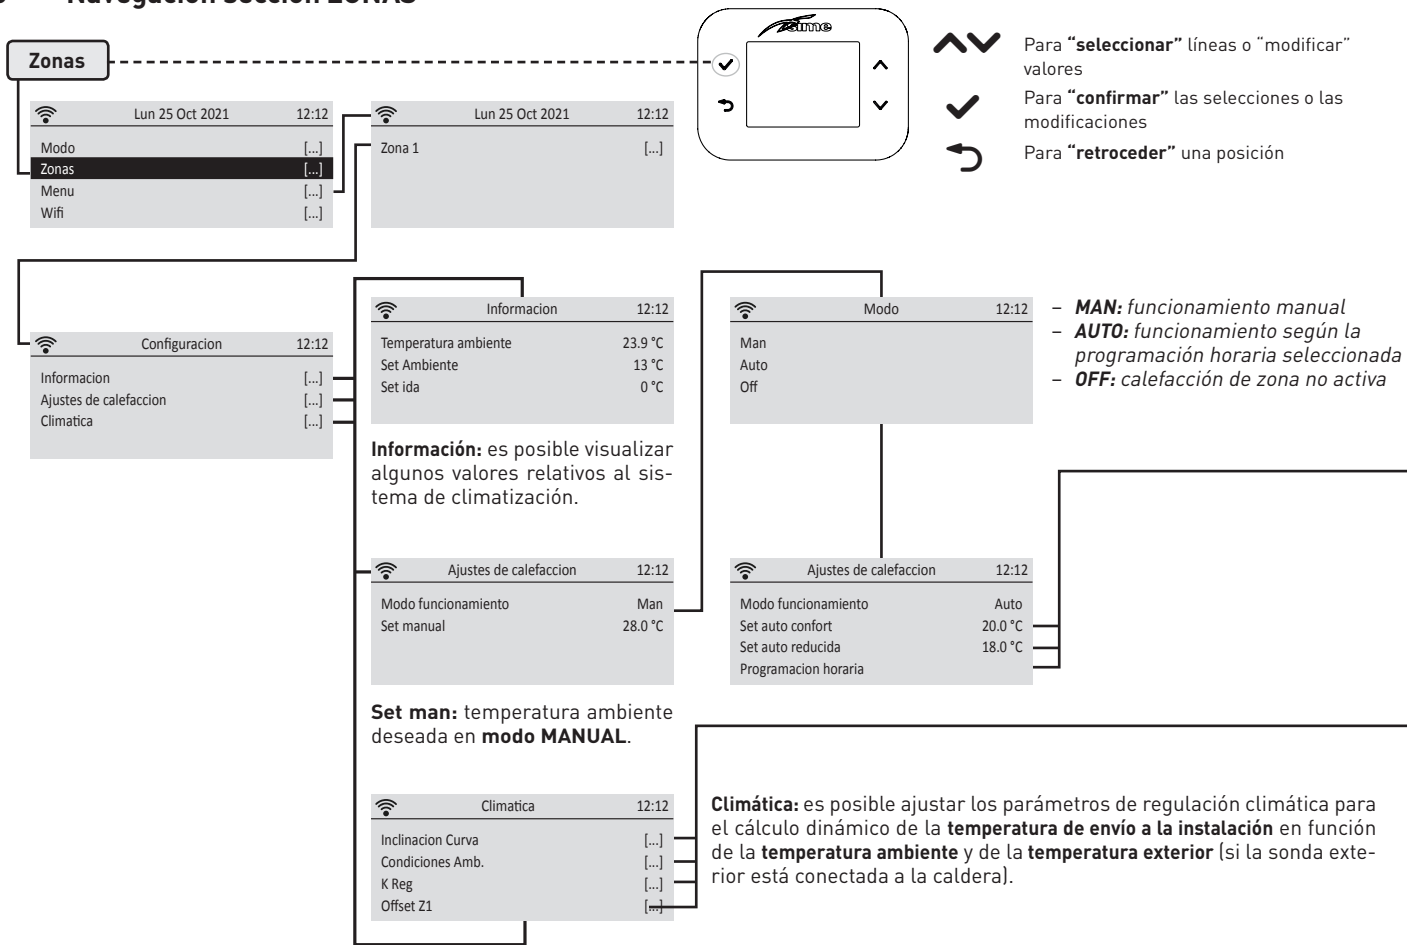 Navegación sección ZONAS
Sime
Zonas
Para “seleccionar” líneas o “modificar”
valores
Para “confirmar” las selecciones o las
modificaciones
Para “retroceder” una posición
Lun 25 Oct 2021 12:12
Modo [...]
Zonas [...]
Menu [...]
Wifi [...]
Lun 25 Oct 2021 12:12
Zona 1 [...]
Configuracion 12:12
Informacion [...]
Ajustes de calefaccion [...]
Climatica [...]
Informacion 12:12
Temperatura ambiente 23.9 °C
Set Ambiente 13 °C
Set ida 0 °C
Información: es posible visualizar
algunos valores relativos al sis-
tema de climatización.
Modo 12:12
Man
Auto
Off
– MAN: funcionamiento manual
– AUTO: funcionamiento según la
programación horaria seleccionada
– OFF: calefacción de zona no activa
Ajustes de calefaccion 12:12
Modo funcionamiento Man
Set manual 28.0 °C
Set man: temperatura ambiente
deseada en modo MANUAL.
Ajustes de calefaccion 12:12
Modo funcionamiento Auto
Set auto confort 20.0 °C
Set auto reducida 18.0 °C
Programacion horaria
Climatica 12:12
Inclinacion Curva [...]
Condiciones Amb. [...]
K Reg [...]
Offset Z1 [...]
Climática: es posible ajustar los parámetros de regulación climática para
el cálculo dinámico de la temperatura de envío a la instalación en función
de la temperatura ambiente y de la temperatura exterior (si la sonda exte-
rior está conectada a la caldera).